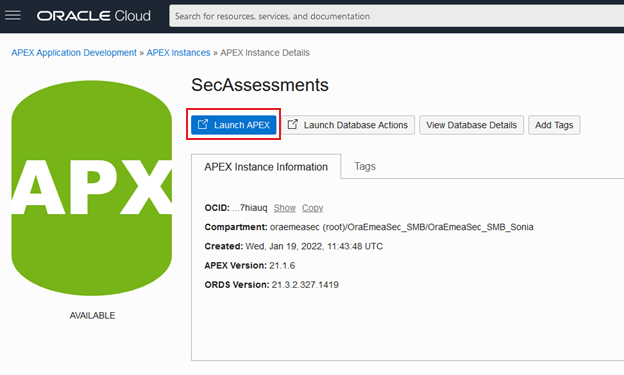 ORACLE Cloud
Search for resources, services, and documentation
APEX Application Development » APEX Instances » APEX Instance Details
APX
AVAILABLE
SecAssessments
Launch APEX
Launch Database Actions
View Database Details
Add Tags
APEX Instance Information
Tags
OCID: ...7hiauq Show Copy
Compartment: oraemeasec (root)/OraEmeaSec_SMB/OraEmeaSec_SMB_Sonia
Created: Wed, Jan 19, 2022, 11:43:48 UTC
APEX Version: 21.1.6
ORDS Version: 21.3.2.327.1419